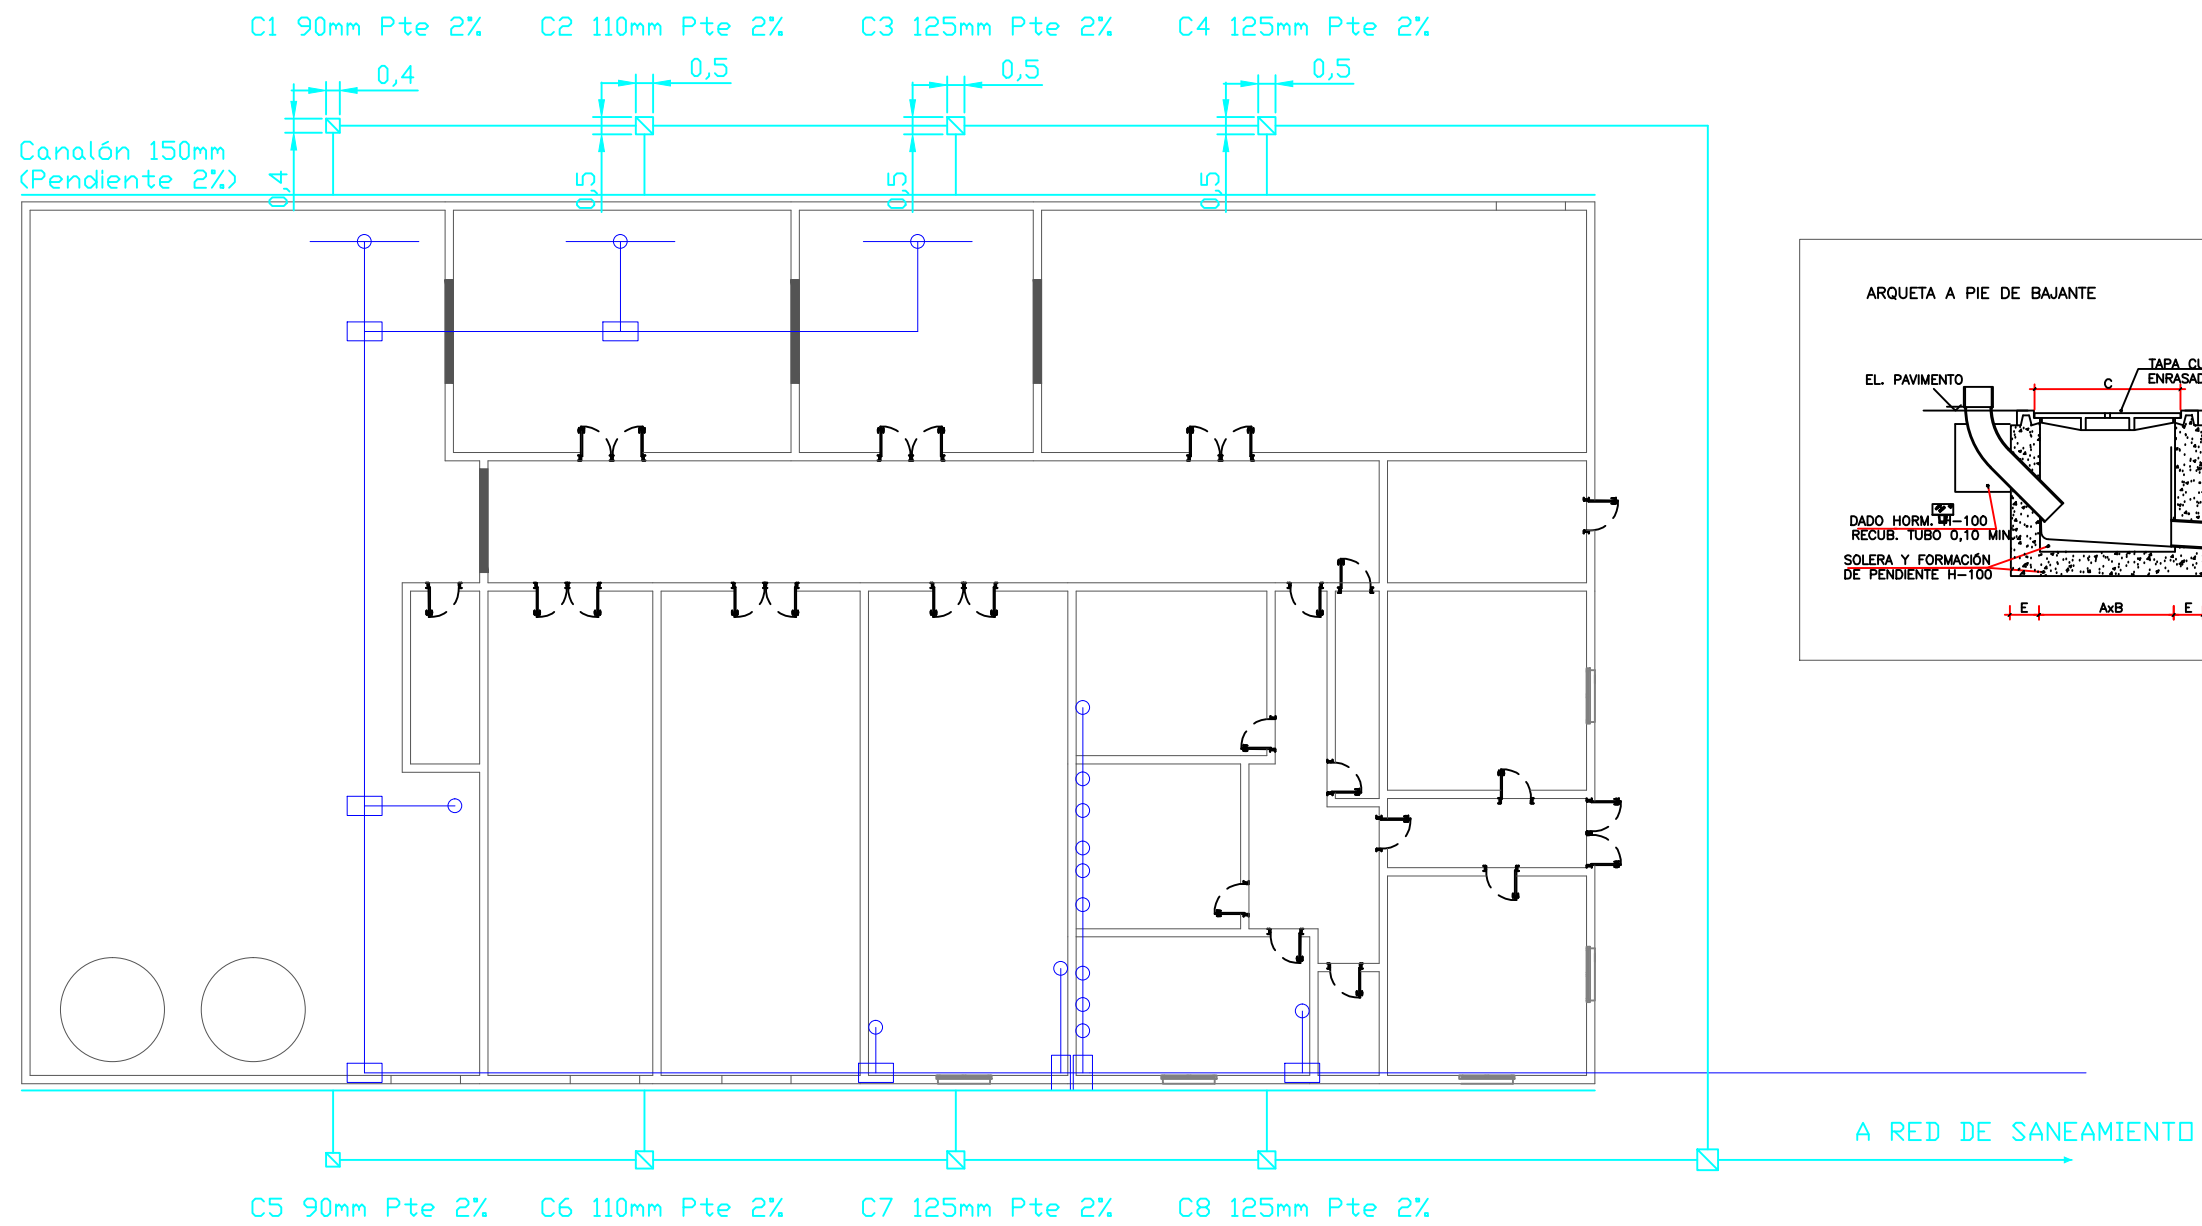 C1 90mm Pte 2% C2 110mm Pte 2% C3 125mm Pte 2% C4 125mm Pte 2%
0,4 0,5 0,5 0,5
Canalón 150mm
(Pendiente 2%)
0,4 0,5 0,5 0,5
ARQUETA A PIE DE BAJANTE
EL. PAVIMENTO
C
TAPA
DADO HORM. H-100
RECUB. TUBO 0,10 MIN.
SOLERA Y FORMACIÓN
DE PENDIENTE H-100
E AxB E
A RED DE SANEAMIENTO
C5 90mm Pte 2% C6 110mm Pte 2% C7 125mm Pte 2% C8 125mm Pte 2%